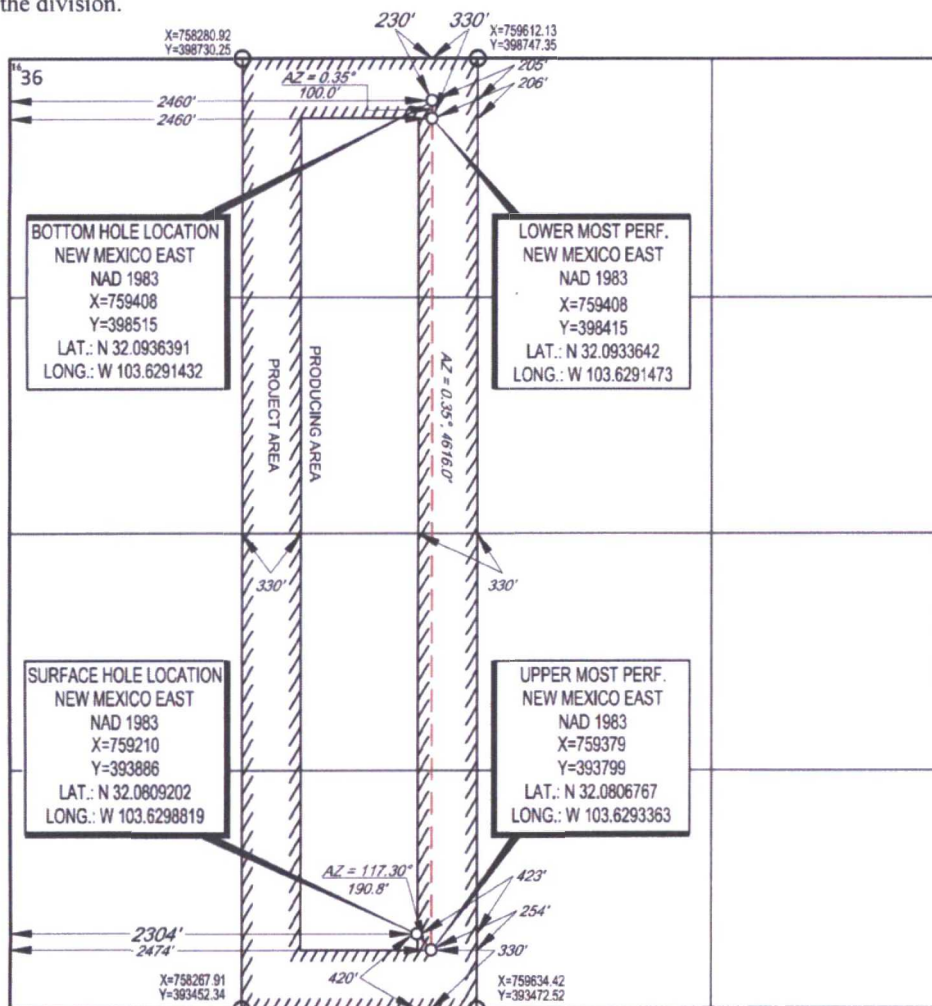 the division.
230' 330'
X=758280.92
Y=398730.25
X=759612.13
Y=398747.35
16
36
AZ = 0.35°
100.0'
205'
206'
2460'
2460'
BOTTOM HOLE LOCATION
NEW MEXICO EAST
NAD 1983
X=759408
Y=398515
LAT.: N 32.0936391
LONG.: W 103.6291432
LOWER MOST PERF.
NEW MEXICO EAST
NAD 1983
X=759408
Y=398415
LAT.: N 32.0933642
LONG.: W 103.6291473
PROJECT AREA
PRODUCING AREA
AZ = 0.35°, 4616.0'
330'
330'
SURFACE HOLE LOCATION
NEW MEXICO EAST
NAD 1983
X=759210
Y=393886
LAT.: N 32.0809202
LONG.: W 103.6298819
UPPER MOST PERF.
NEW MEXICO EAST
NAD 1983
X=759379
Y=393799
LAT.: N 32.0806767
LONG.: W 103.6293363
AZ = 117.30°
190.8'
423'
254'
2304'
2474'
330'
420'
X=758267.91
Y=393452.34
X=759634.42
Y=393472.52